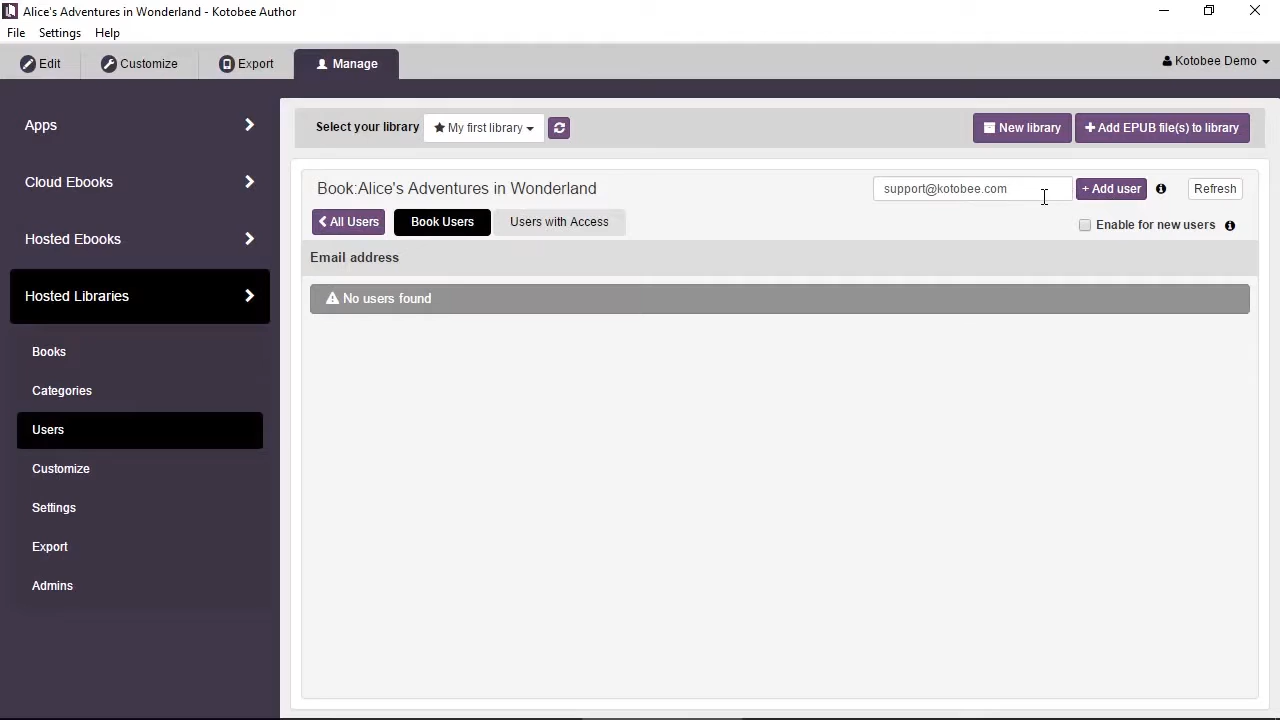 Alice's Adventures in Wonderland - Kotobee Author
File Settings Help
Edit Customize Export Manage Kotobee Demo
Apps
Cloud Ebooks
Hosted Ebooks
Hosted Libraries
Books
Categories
Users
Customize
Settings
Export
Admins
Select your library My first library New library Add EPUB file(s) to library
Book:Alice's Adventures in Wonderland support@kotobee.com + Add user Refresh
All Users Book Users Users with Access Enable for new users
Email address
No users found